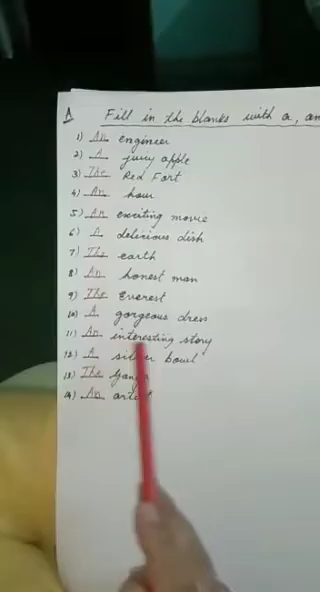 A Fill in the blanks with a, an
1) An engineer
2) A juicy apple
3) The Red Fort
4) An hour
5) An exciting movie
6) A delicious dish
7) The earth
8) An honest man
9) The Everest
10) A gorgeous dress
11) An interesting story
12) A silver bowl
13) The
14) An artist